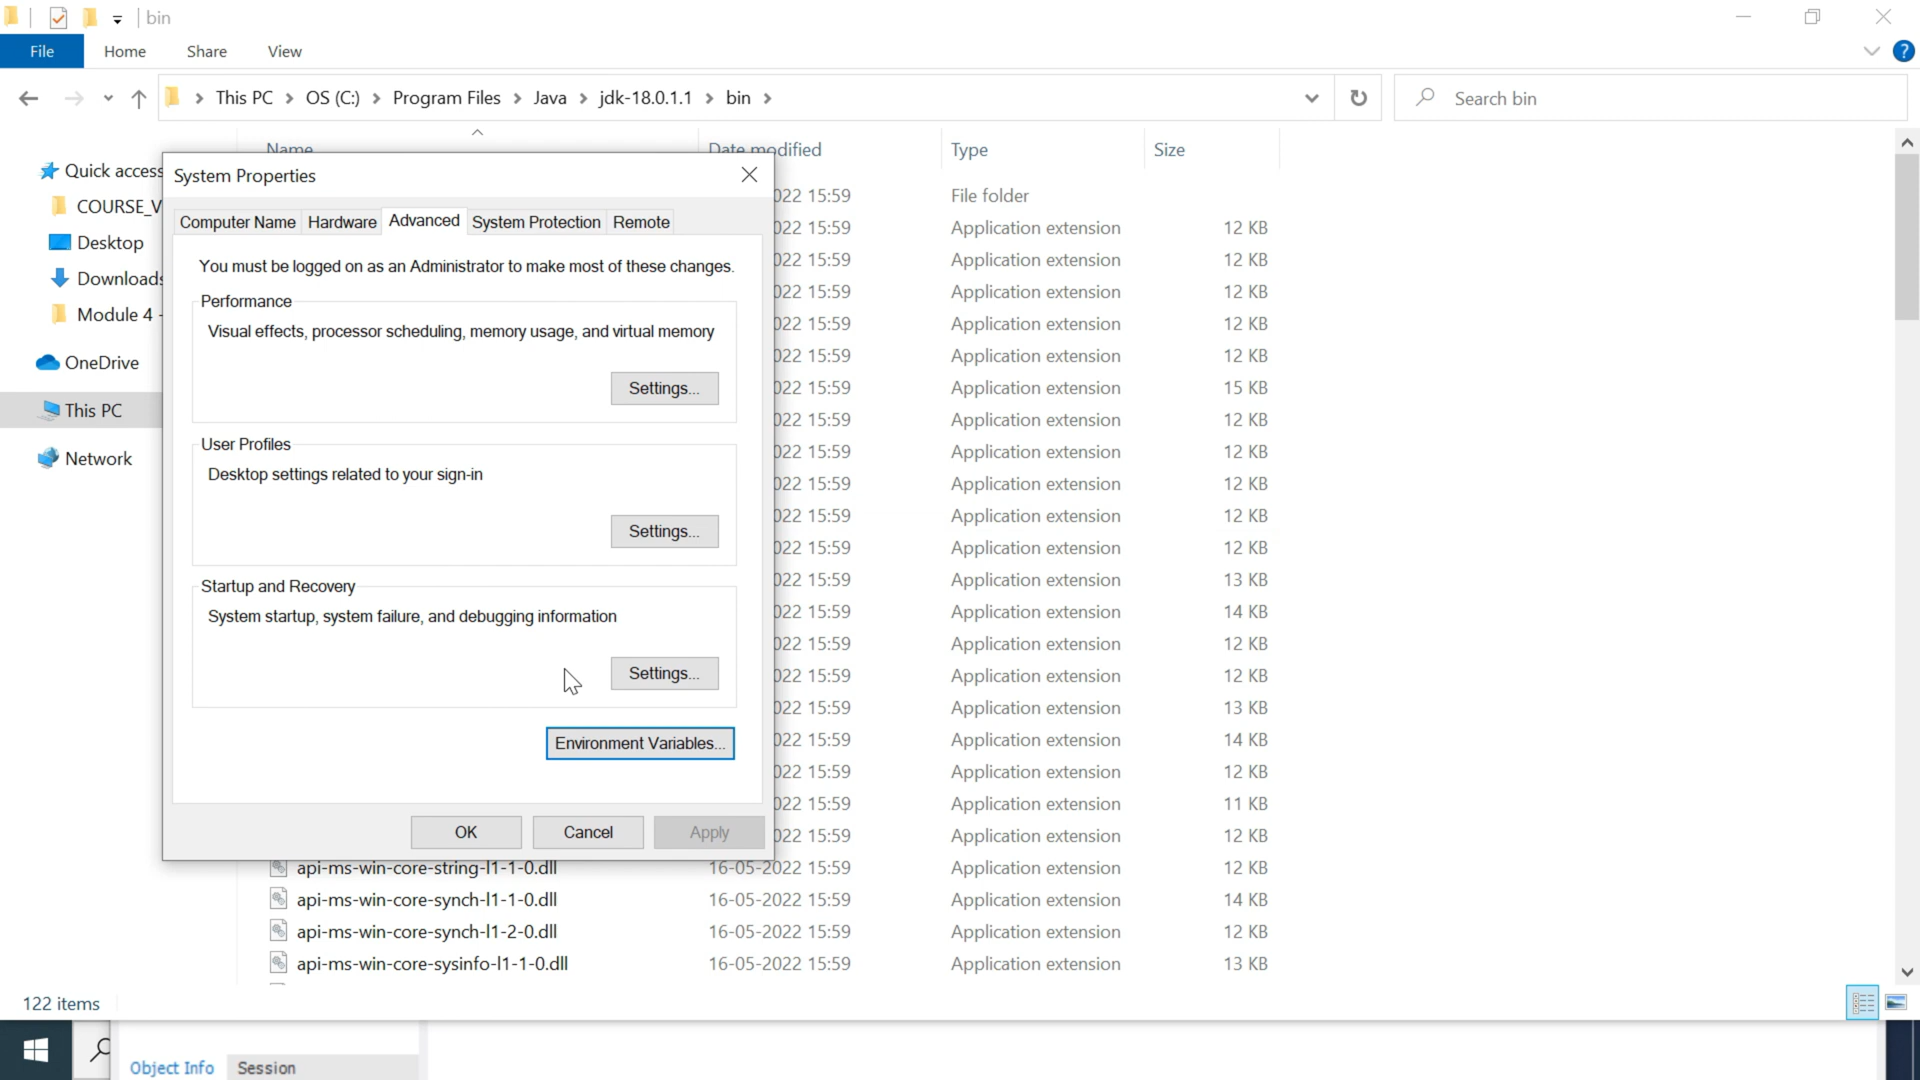 bin
File Home Share View
This PC OS (C:) Program Files Java jdk-18.0.1.1 bin
Search bin
Name Date modified Type Size
Quick access
COURSE_V
Desktop
Downloads
Module 4 -
OneDrive
This PC
Network
System Properties
Computer Name Hardware Advanced System Protection Remote
You must be logged on as an Administrator to make most of these changes.
Performance
Visual effects, processor scheduling, memory usage, and virtual memory
Settings...
User Profiles
Desktop settings related to your sign-in
Settings...
Startup and Recovery
System startup, system failure, and debugging information
Settings...
Environment Variables...
OK Cancel Apply
022 15:59 File folder
022 15:59 Application extension 12 KB
022 15:59 Application extension 12 KB
022 15:59 Application extension 12 KB
022 15:59 Application extension 12 KB
022 15:59 Application extension 12 KB
022 15:59 Application extension 15 KB
022 15:59 Application extension 12 KB
022 15:59 Application extension 12 KB
022 15:59 Application extension 12 KB
022 15:59 Application extension 12 KB
022 15:59 Application extension 12 KB
022 15:59 Application extension 13 KB
022 15:59 Application extension 14 KB
022 15:59 Application extension 12 KB
022 15:59 Application extension 12 KB
022 15:59 Application extension 13 KB
022 15:59 Application extension 14 KB
022 15:59 Application extension 12 KB
022 15:59 Application extension 11 KB
022 15:59 Application extension 12 KB
api-ms-win-core-string-l1-1-0.dll 16-05-2022 15:59 Application extension 12 KB
api-ms-win-core-synch-l1-1-0.dll 16-05-2022 15:59 Application extension 14 KB
api-ms-win-core-synch-l1-2-0.dll 16-05-2022 15:59 Application extension 12 KB
api-ms-win-core-sysinfo-l1-1-0.dll 16-05-2022 15:59 Application extension 13 KB
122 items
Object Info Session